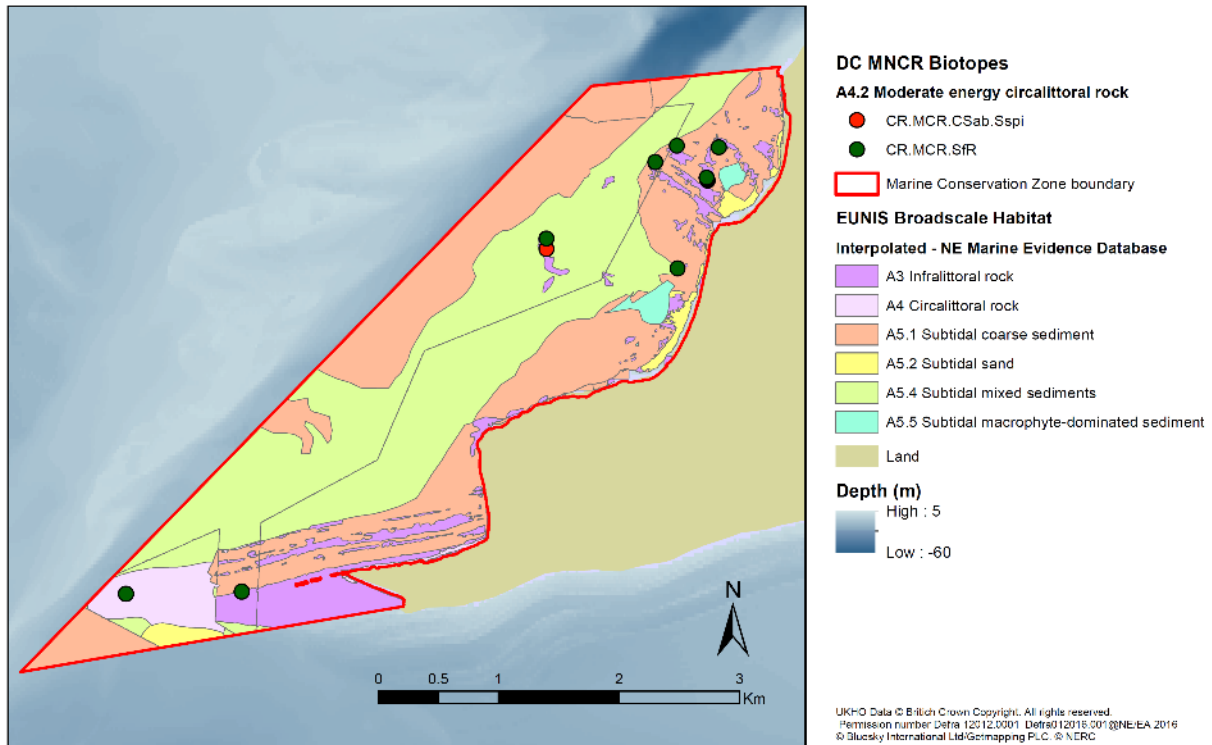 DC MNCR Biotopes
A4.2 Moderate energy circalittoral rock
CR.MCR.CSab.Sspi
CR.MCR.SfR
Marine Conservation Zone boundary
EUNIS Broadscale Habitat
Interpolated - NE Marine Evidence Database
A3 Infralittoral rock
A4 Circalittoral rock
A5.1 Subtidal coarse sediment
A5.2 Subtidal sand
A5.4 Subtidal mixed sediments
A5.5 Subtidal macrophyte-dominated sediment
Land
Depth (m)
High : 5
Low : -60
N
0 0.5 1 2 3
Km
UKHO Data © British Crown Copyright. All rights reserved.
Permission number Defra 12012.0001. Defra012016.001@NE/EA 2016
© Bluesky International Ltd/Getmapping PLC. © NERC